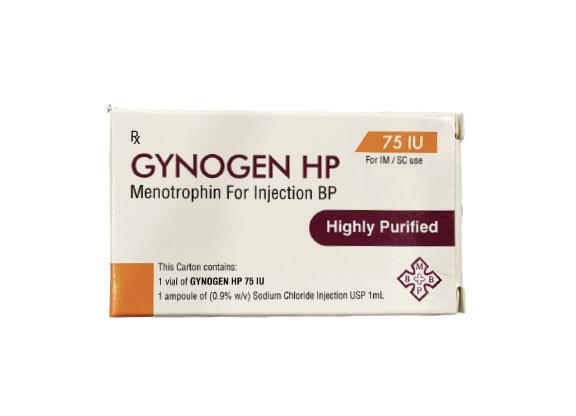 Rx
75 IU
GYNOGEN HP
For IM / SC use
Menotrophin For Injection BP
Highly Purified
This Carton contains:
1 vial of GYNOGEN HP 75 IU
1 ampoule of (0.9% w/v) Sodium Chloride Injection USP 1mL
M
B B
P